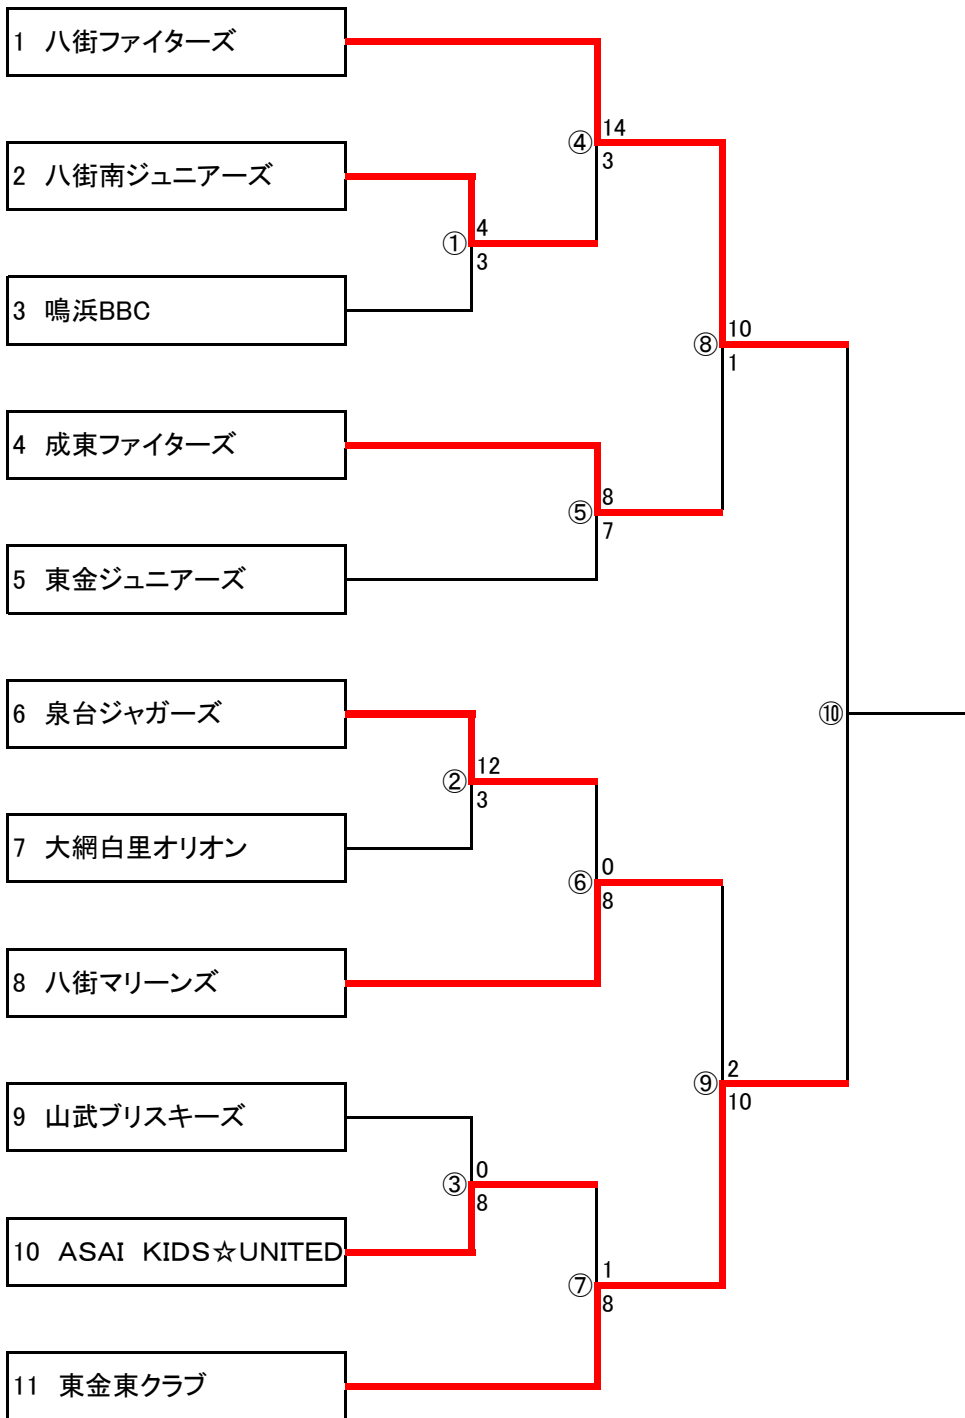 1 八街ファイターズ
14
④
3
2 八街南ジュニアーズ
4
①
3
3 鳴浜BBC
10
⑧
1
4 成東ファイターズ
8
⑤
7
5 東金ジュニアーズ
6 泉台ジャガーズ
⑩
12
②
3
7 大網白里オリオン
0
⑥
8
8 八街マリーンズ
2
⑨
10
9 山武ブリスキーズ
0
③
8
10 ASAI KIDS☆UNITED
1
⑦
8
11 東金東クラブ